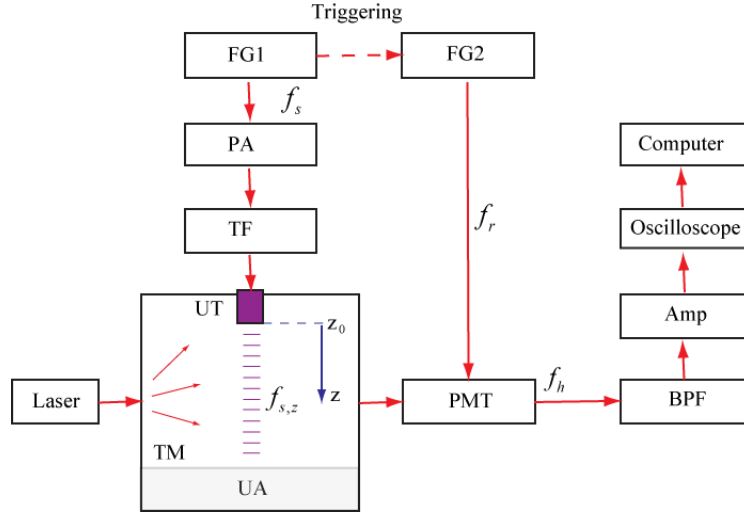 Triggering
FG1
FG2
f_s
PA
Computer
TF
f_r
Oscilloscope
UT
z_0
Amp
Laser
f_{s,z}
z
PMT
f_h
BPF
TM
UA